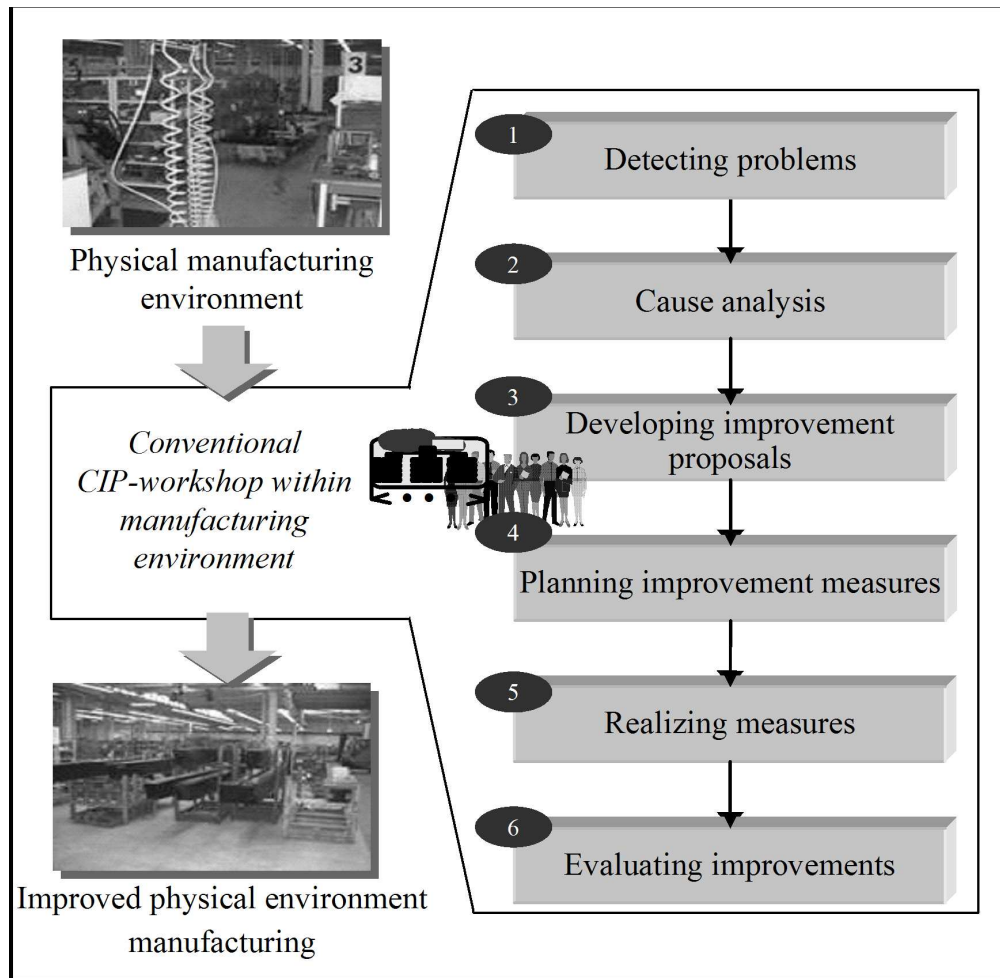 3
Physical manufacturing
environment
Conventional
CIP-workshop within
manufacturing
environment
Improved physical environment
manufacturing
1
Detecting problems
2
Cause analysis
3
Developing improvement
proposals
4
Planning improvement measures
5
Realizing measures
6
Evaluating improvements